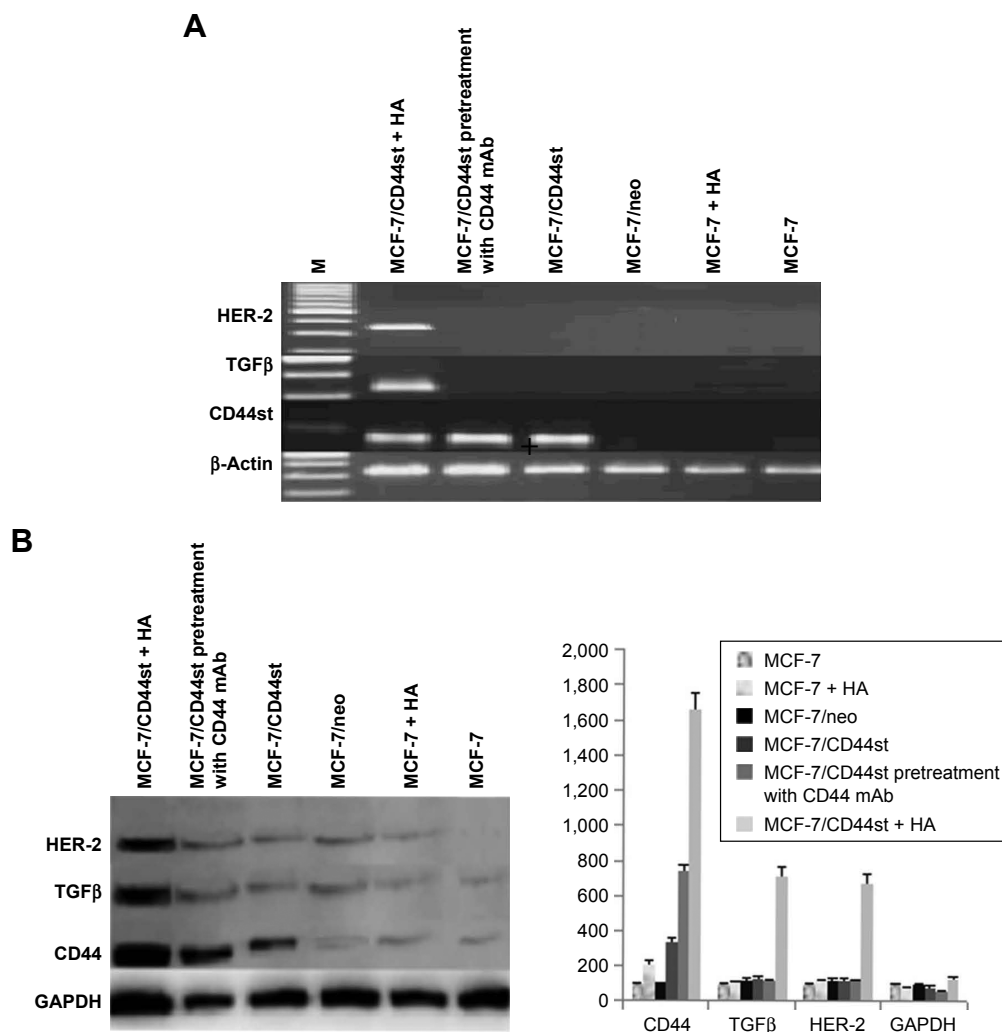 A
M
MCF-7/CD44st + HA
MCF-7/CD44st pretreatment
with CD44 mAb
MCF-7/CD44st
MCF-7/neo
MCF-7 + HA
MCF-7
HER-2
TGFβ
CD44st
β-Actin
B
MCF-7/CD44st + HA
MCF-7/CD44st pretreatment
with CD44 mAb
MCF-7/CD44st
MCF-7/neo
MCF-7 + HA
MCF-7
HER-2
TGFβ
CD44
GAPDH
2,000
1,800
1,600
1,400
1,200
1,000
800
600
400
200
0
CD44 TGFβ HER-2 GAPDH
MCF-7
MCF-7 + HA
MCF-7/neo
MCF-7/CD44st
MCF-7/CD44st pretreatment
with CD44 mAb
MCF-7/CD44st + HA